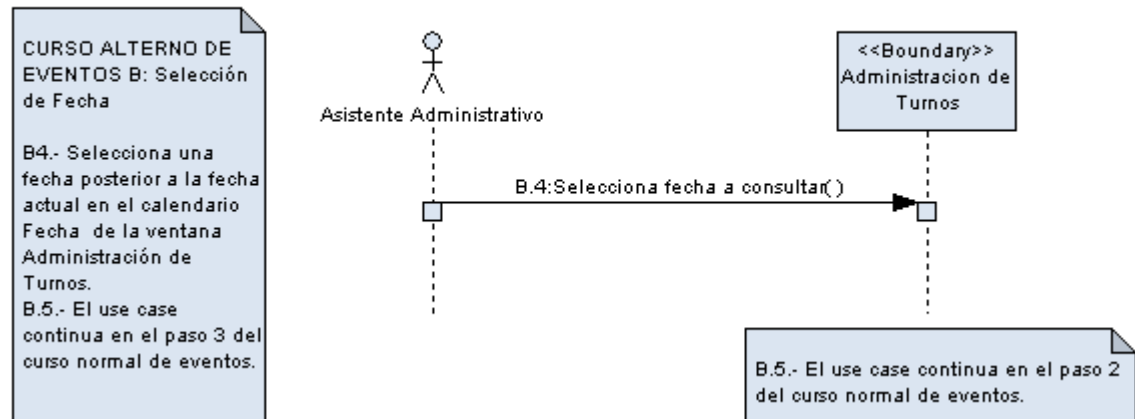 CURSO ALTERNO DE
EVENTOS B: Selección
de Fecha
B4.- Selecciona una
fecha posterior a la fecha
actual en el calendario
Fecha de la ventana
Administración de
Turnos.
B.5.- El use case
continua en el paso 3 del
curso normal de eventos.
Asistente Administrativo
<<Boundary>>
Administracion de
Turnos
B.4:Selecciona fecha a consultar( )
B.5.- El use case continua en el paso 2
del curso normal de eventos.